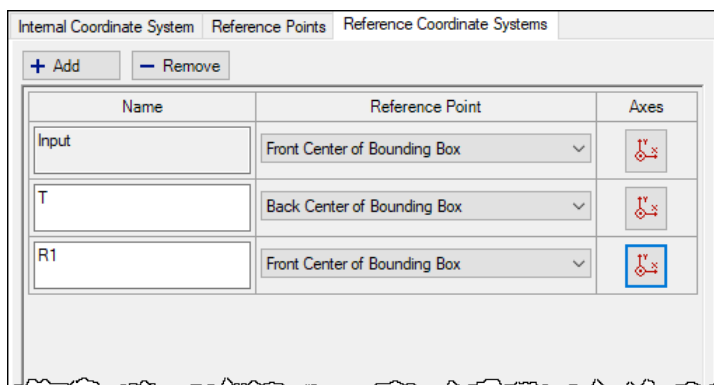 Internal Coordinate System Reference Points Reference Coordinate Systems
+ Add − Remove
Name Reference Point Axes
Input Front Center of Bounding Box Y X
T Back Center of Bounding Box Y X
R1 Front Center of Bounding Box Y X